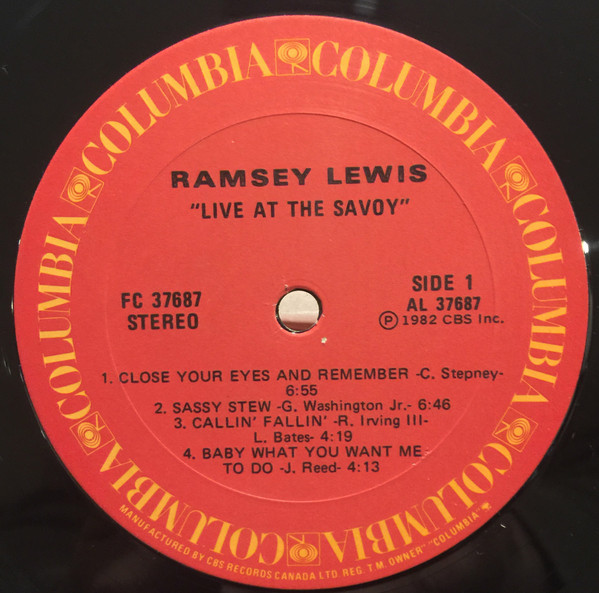 COLUMBIA COLUMBIA COLUMBIA COLUMBIA COLUMBIA COLUMBIA COLUMBIA COLUMBIA
RAMSEY LEWIS
"LIVE AT THE SAVOY"
FC 37687
STEREO
SIDE 1
AL 37687
Ⓟ 1982 CBS Inc.
1. CLOSE YOUR EYES AND REMEMBER -C. Stepney-
6:55
2. SASSY STEW -G. Washington Jr.- 6:46
3. CALLIN' FALLIN' -R. Irving III-
L. Bates- 4:19
4. BABY WHAT YOU WANT ME
TO DO -J. Reed- 4:13
MANUFACTURED BY CBS RECORDS CANADA LTD. REG. T.M. OWNER "COLUMBIA"